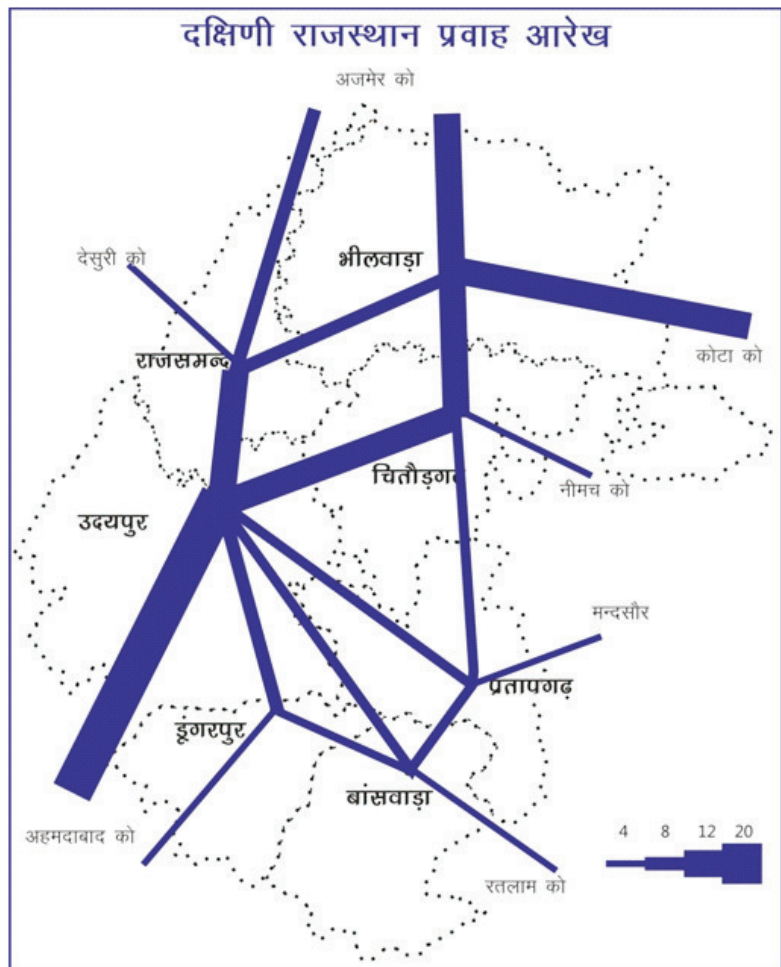 दक्षिणी राजस्थान प्रवाह आरेख
अजमेर को
देसुरी को
भीलवाड़ा
राजसमन्द
कोटा को
चितौड़गढ
नीमच को
उदयपुर
मन्दसौर
प्रतापगढ़
डूगरपुर
बांसवाड़ा
अहमदाबाद को
रतलाम को
4 8 12 20